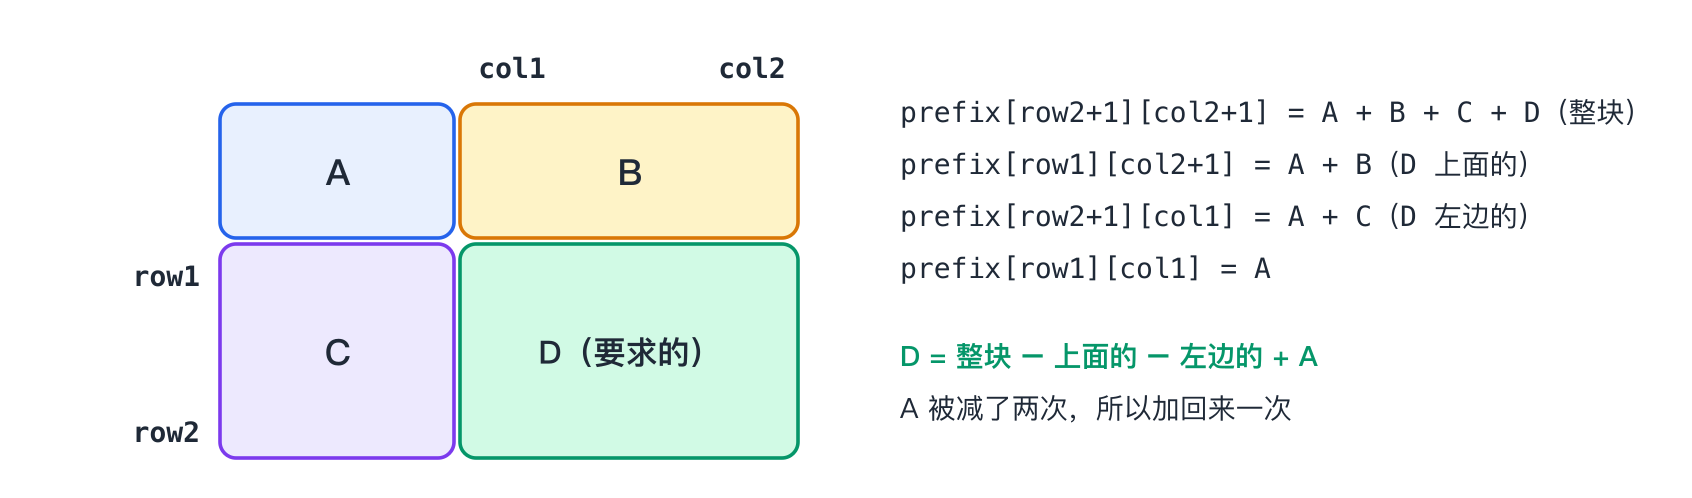 col1 col2
A B
row1
C D（要求的）
row2
prefix[row2+1][col2+1] = A + B + C + D（整块）
prefix[row1][col2+1] = A + B（D 上面的）
prefix[row2+1][col1] = A + C（D 左边的）
prefix[row1][col1] = A
D = 整块 − 上面的 − 左边的 + A
A 被减了两次，所以加回来一次